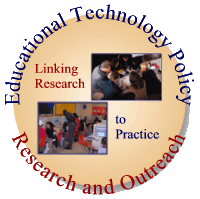 Educational Technology Policy
Linking
Research
to
Practice
Research and Outreach